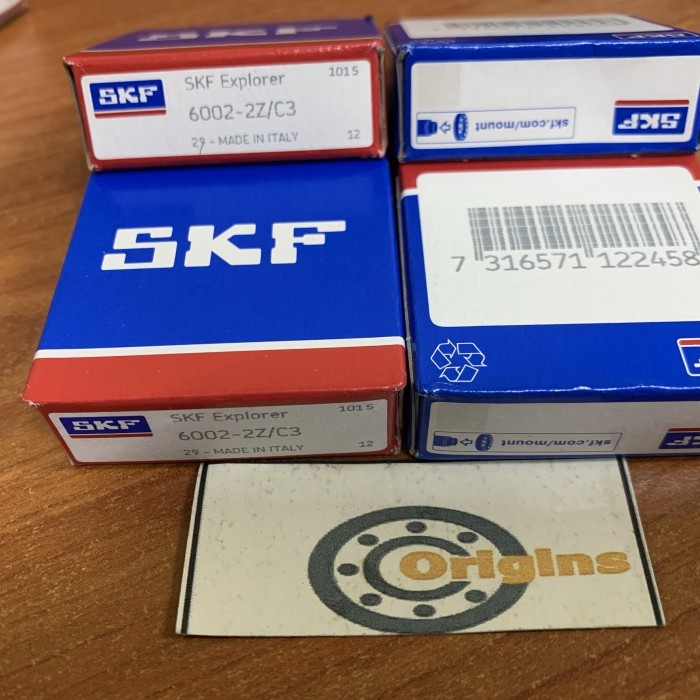 SKF
SKF Explorer
1015
6002-2Z/C3
29 - MADE IN ITALY
12
skf.com/mount
SKF
SKF
7 316571 122458
SKF
SKF Explorer
1015
6002-2Z/C3
29 - MADE IN ITALY
12
skf.com/mount
SKF
Origins